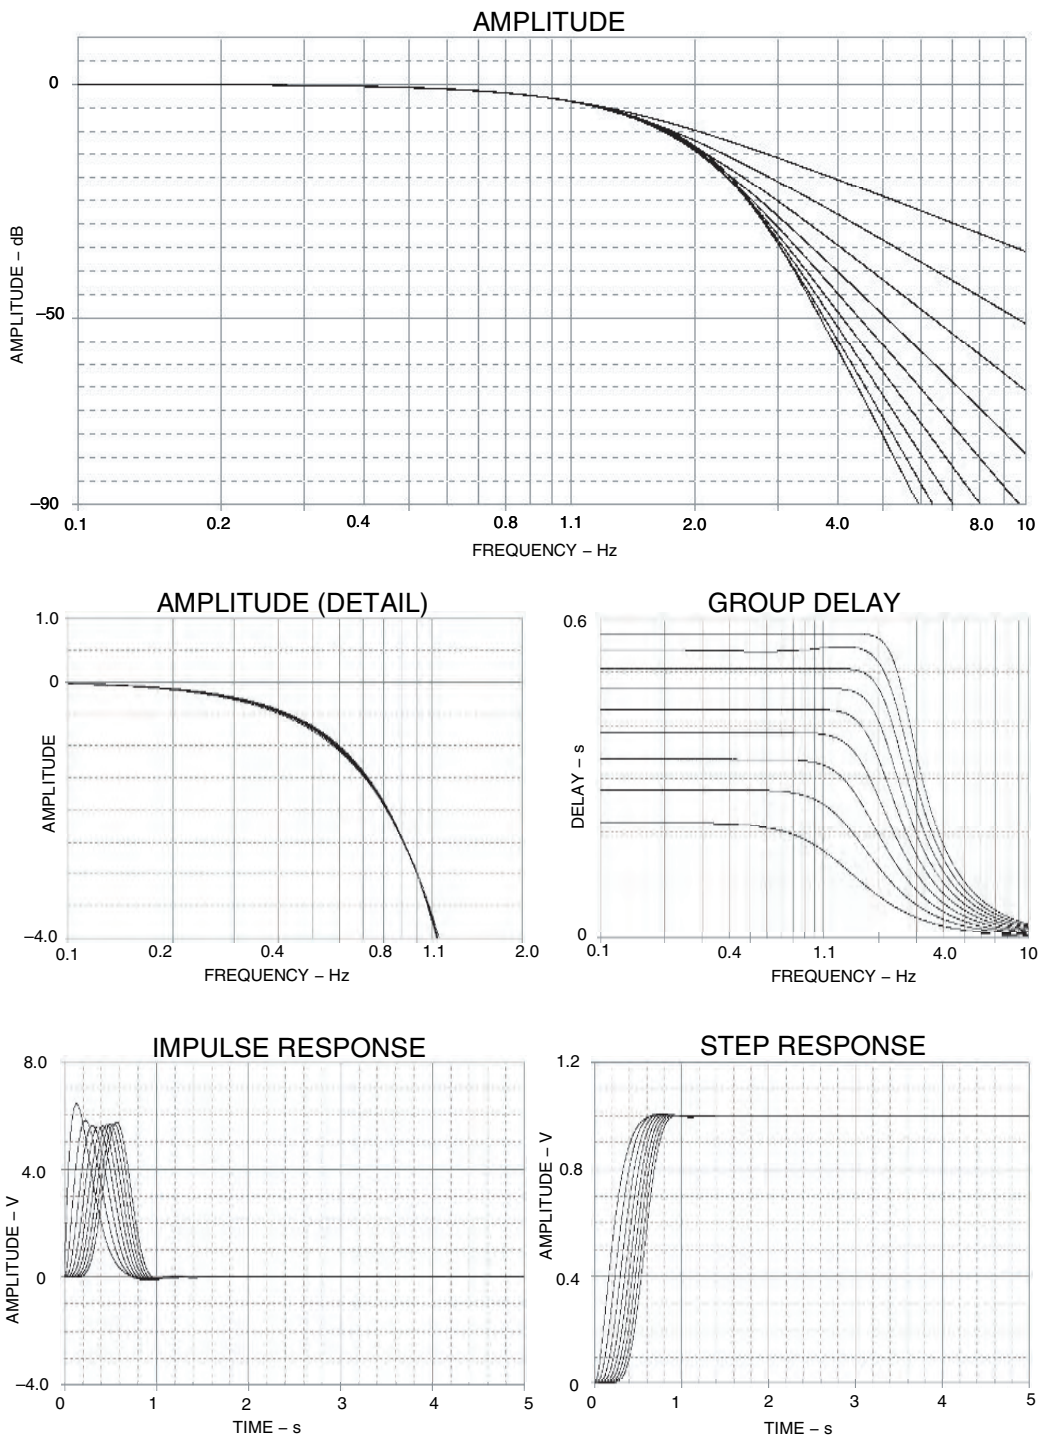 AMPLITUDE
0
–50
–90
AMPLITUDE – dB
0.1 0.2 0.4 0.8 1.1 2.0 4.0 8.0 10
FREQUENCY – Hz
AMPLITUDE (DETAIL)
1.0
0
–4.0
AMPLITUDE
0.1 0.2 0.4 0.8 1.1 2.0
FREQUENCY – Hz
GROUP DELAY
0.6
0
DELAY – s
0.1 0.4 1.1 4.0 10
FREQUENCY – Hz
IMPULSE RESPONSE
8.0
4.0
0
–4.0
AMPLITUDE – V
0 1 2 3 4 5
TIME – s
STEP RESPONSE
1.2
0.8
0.4
0
AMPLITUDE – V
0 1 2 3 4 5
TIME – s